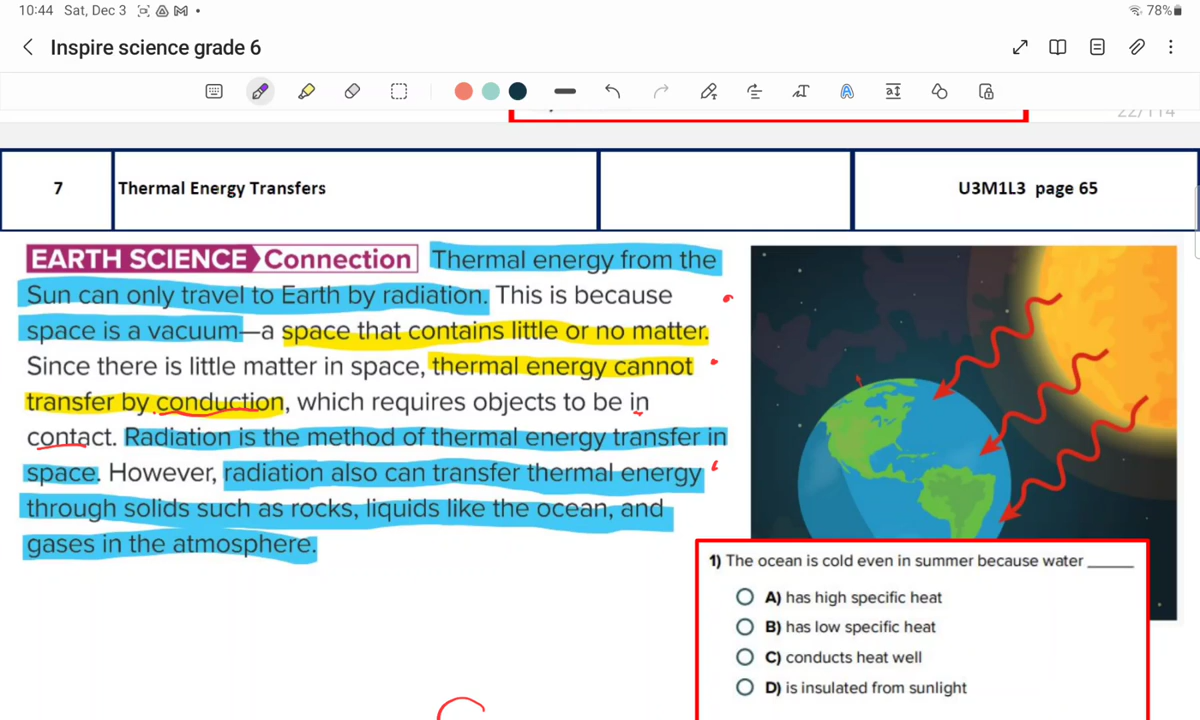 10:44 Sat, Dec 3
78%
Inspire science grade 6
22/114
7
Thermal Energy Transfers
U3M1L3 page 65
EARTH SCIENCE Connection Thermal energy from the
Sun can only travel to Earth by radiation. This is because
space is a vacuum—a space that contains little or no matter.
Since there is little matter in space, thermal energy cannot
transfer by conduction, which requires objects to be in
contact. Radiation is the method of thermal energy transfer in
space. However, radiation also can transfer thermal energy
through solids such as rocks, liquids like the ocean, and
gases in the atmosphere.
1) The ocean is cold even in summer because water ______
A) has high specific heat
B) has low specific heat
C) conducts heat well
D) is insulated from sunlight